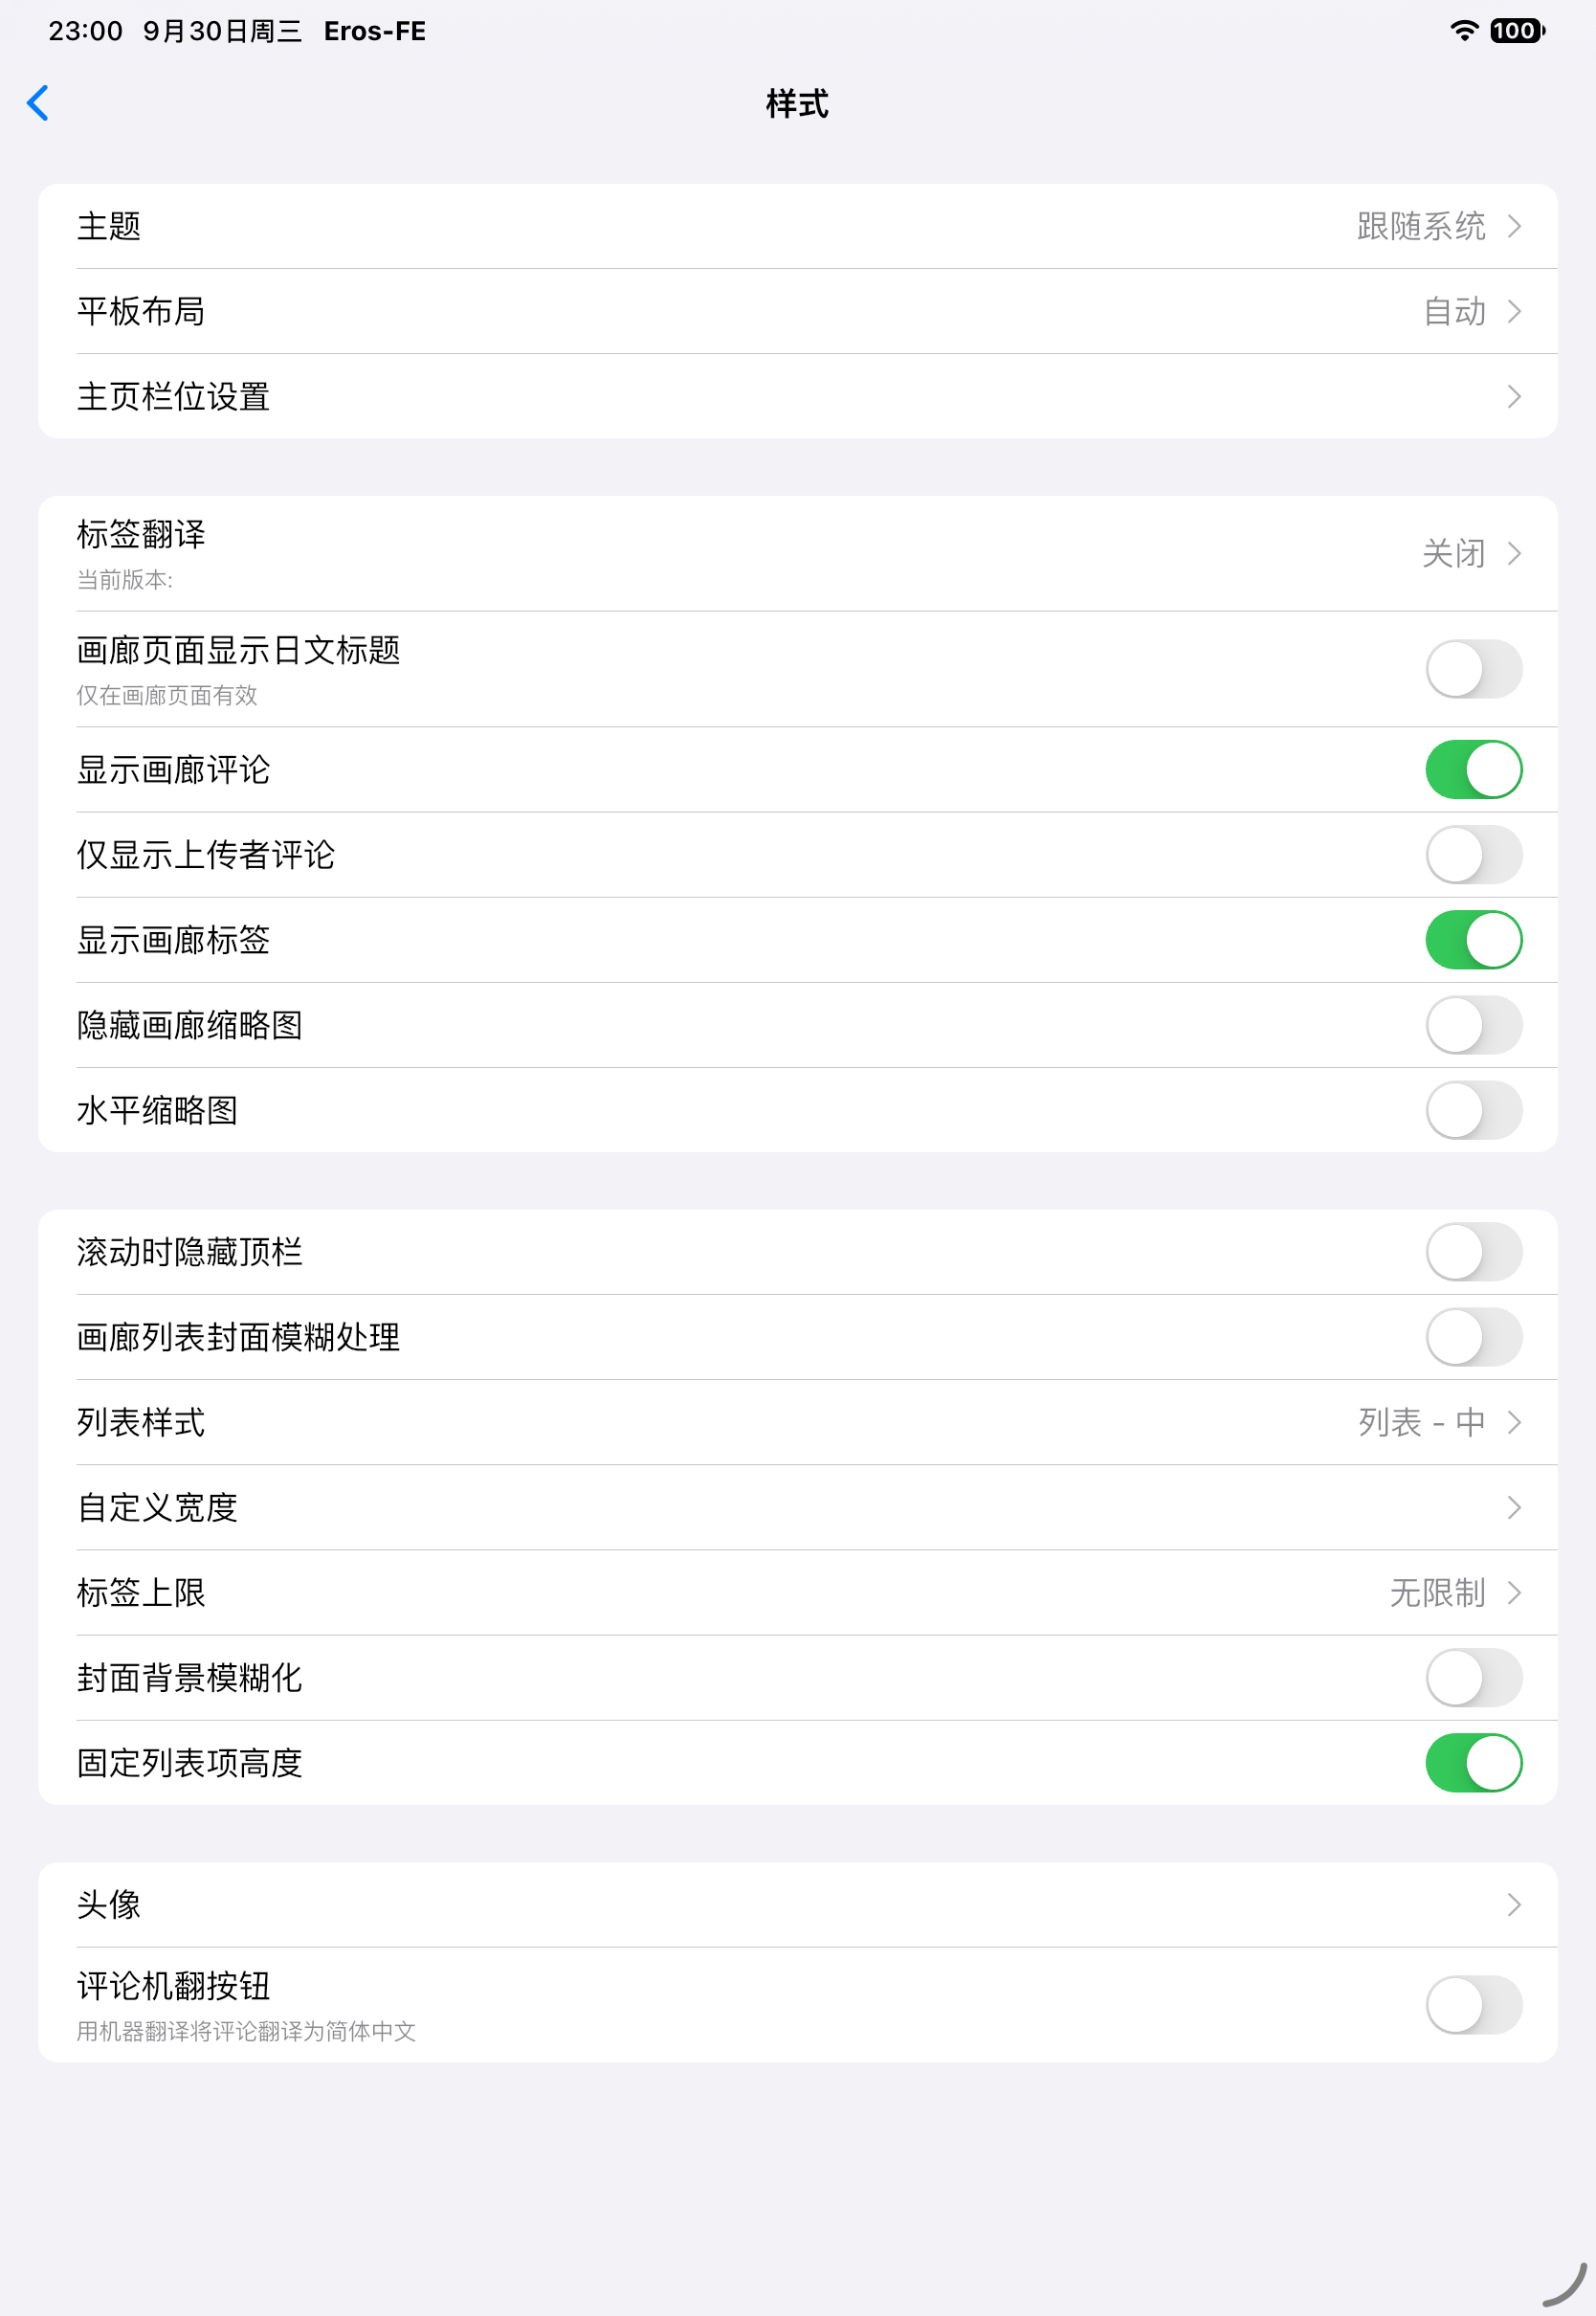 23:00 9月30日周三 Eros-FE
100
样式
主题
跟随系统
平板布局
自动
主页栏位设置
标签翻译
当前版本:
关闭
画廊页面显示日文标题
仅在画廊页面有效
显示画廊评论
仅显示上传者评论
显示画廊标签
隐藏画廊缩略图
水平缩略图
滚动时隐藏顶栏
画廊列表封面模糊处理
列表样式
列表 - 中
自定义宽度
标签上限
无限制
封面背景模糊化
固定列表项高度
头像
评论机翻按钮
用机器翻译将评论翻译为简体中文